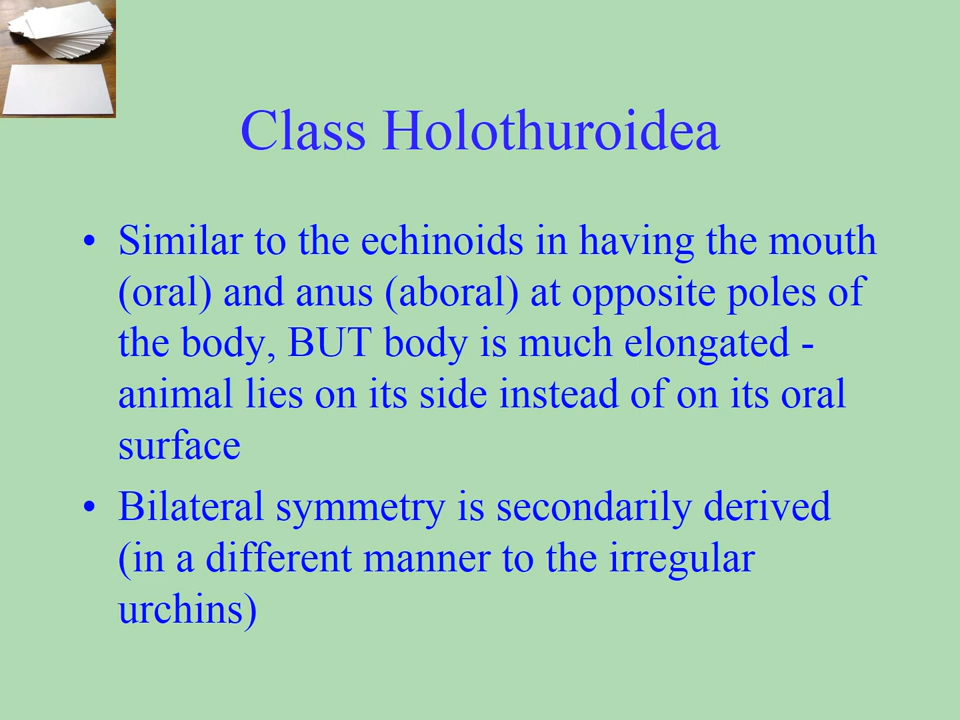 Class Holothuroidea
• Similar to the echinoids in having the mouth
(oral) and anus (aboral) at opposite poles of
the body, BUT body is much elongated -
animal lies on its side instead of on its oral
surface
• Bilateral symmetry is secondarily derived
(in a different manner to the irregular
urchins)